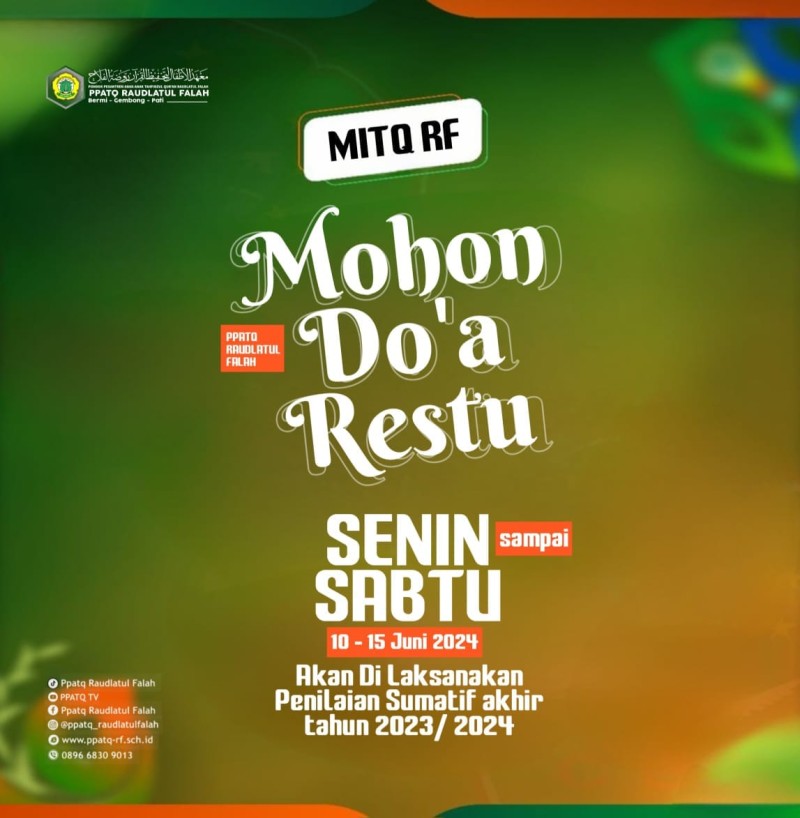 PPATQ RAUDLATUL FALAH
Bermi - Gembong - Pati
MITQ RF
Mohon
Do'a
Restu
PPATQ
RAUDLATUL
FALAH
SENIN sampai
SABTU
10 - 15 Juni 2024
Akan Di Laksanakan
Penilaian Sumatif akhir
tahun 2023/ 2024
Ppatq Raudlatul Falah
PPATQ TV
Ppatq Raudlatul Falah
@ppatq_raudlatulfalah
www.ppatq-rf.sch.id
0896 6830 9013